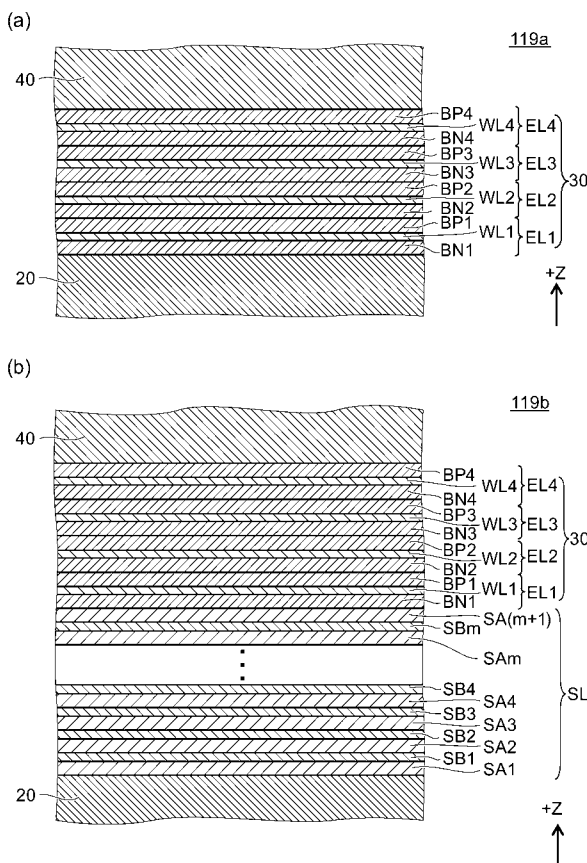 (a)
119a
40
BP4
WL4
EL4
BN4
BP3
WL3
EL3
BN3
30
BP2
WL2
EL2
BN2
BP1
WL1
EL1
BN1
20
+Z
(b)
119b
40
BP4
WL4
EL4
BN4
BP3
WL3
EL3
BN3
30
BP2
WL2
EL2
BN2
BP1
WL1
EL1
BN1
SA(m+1)
SBm
SAm
SB4
SL
SA4
SB3
SA3
SB2
SA2
SB1
SA1
20
+Z